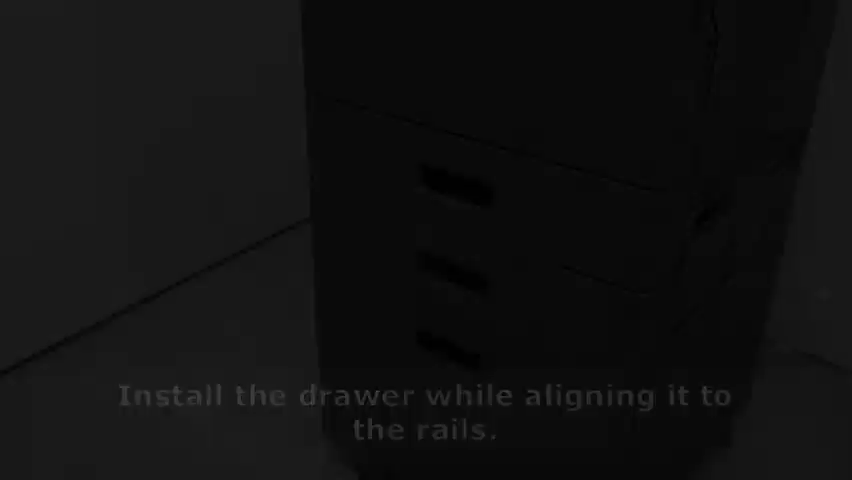 Install the drawer while aligning it to
the rails.